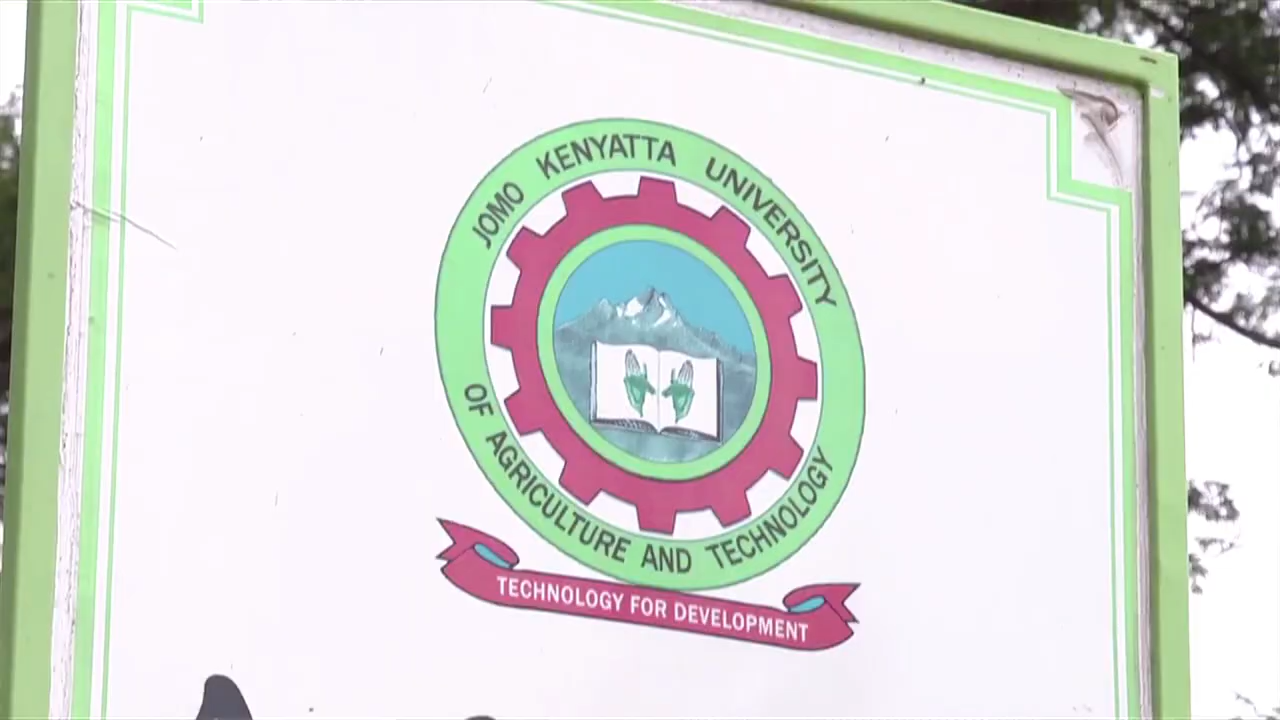 JOMO KENYATTA UNIVERSITY
OF AGRICULTURE AND TECHNOLOGY
TECHNOLOGY FOR DEVELOPMENT